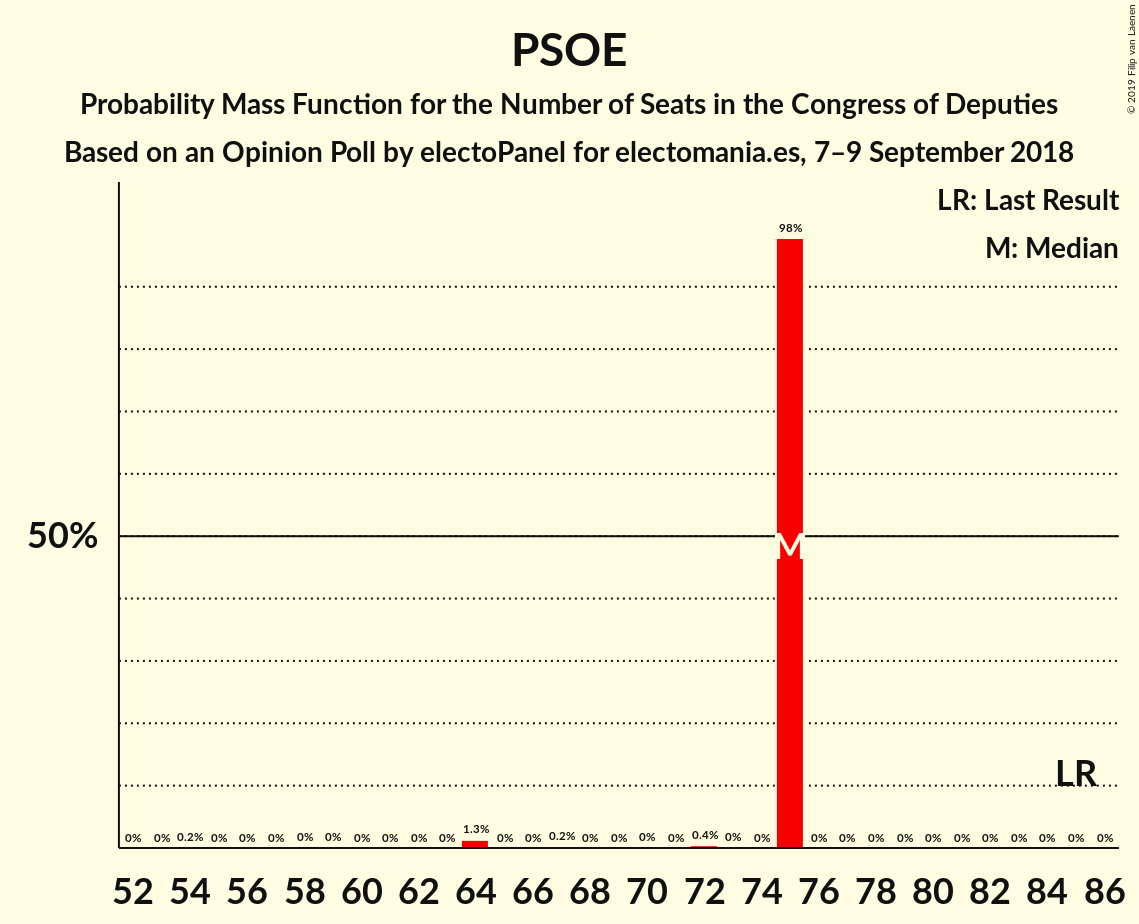 © 2019 Filip van Laenen
PSOE
Probability Mass Function for the Number of Seats in the Congress of Deputies
Based on an Opinion Poll by electoPanel for electomania.es, 7–9 September 2018
LR: Last Result
M: Median
98%
50%
M
LR
0% 0% 0.2% 0% 0% 0% 0% 0% 0% 0% 0% 0% 1.3% 0% 0% 0.2% 0% 0% 0% 0% 0.4% 0% 0% 0% 0% 0% 0% 0% 0% 0% 0% 0% 0% 0%
52 54 56 58 60 62 64 66 68 70 72 74 76 78 80 82 84 86